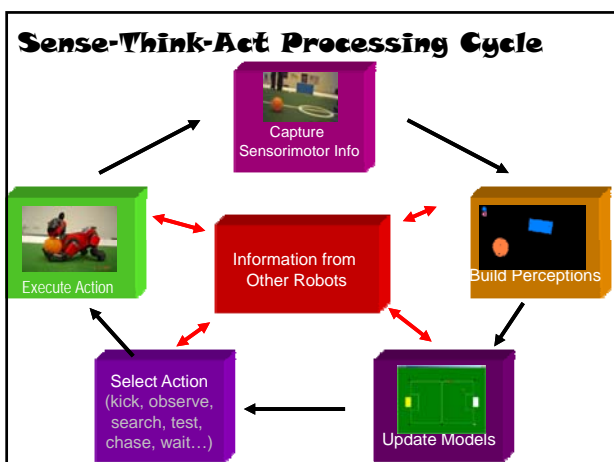 Sense-Think-Act Processing Cycle
Capture
Sensorimotor Info
Build Perceptions
Update Models
Select Action
(kick, observe,
search, test,
chase, wait…)
Execute Action
Information from
Other Robots